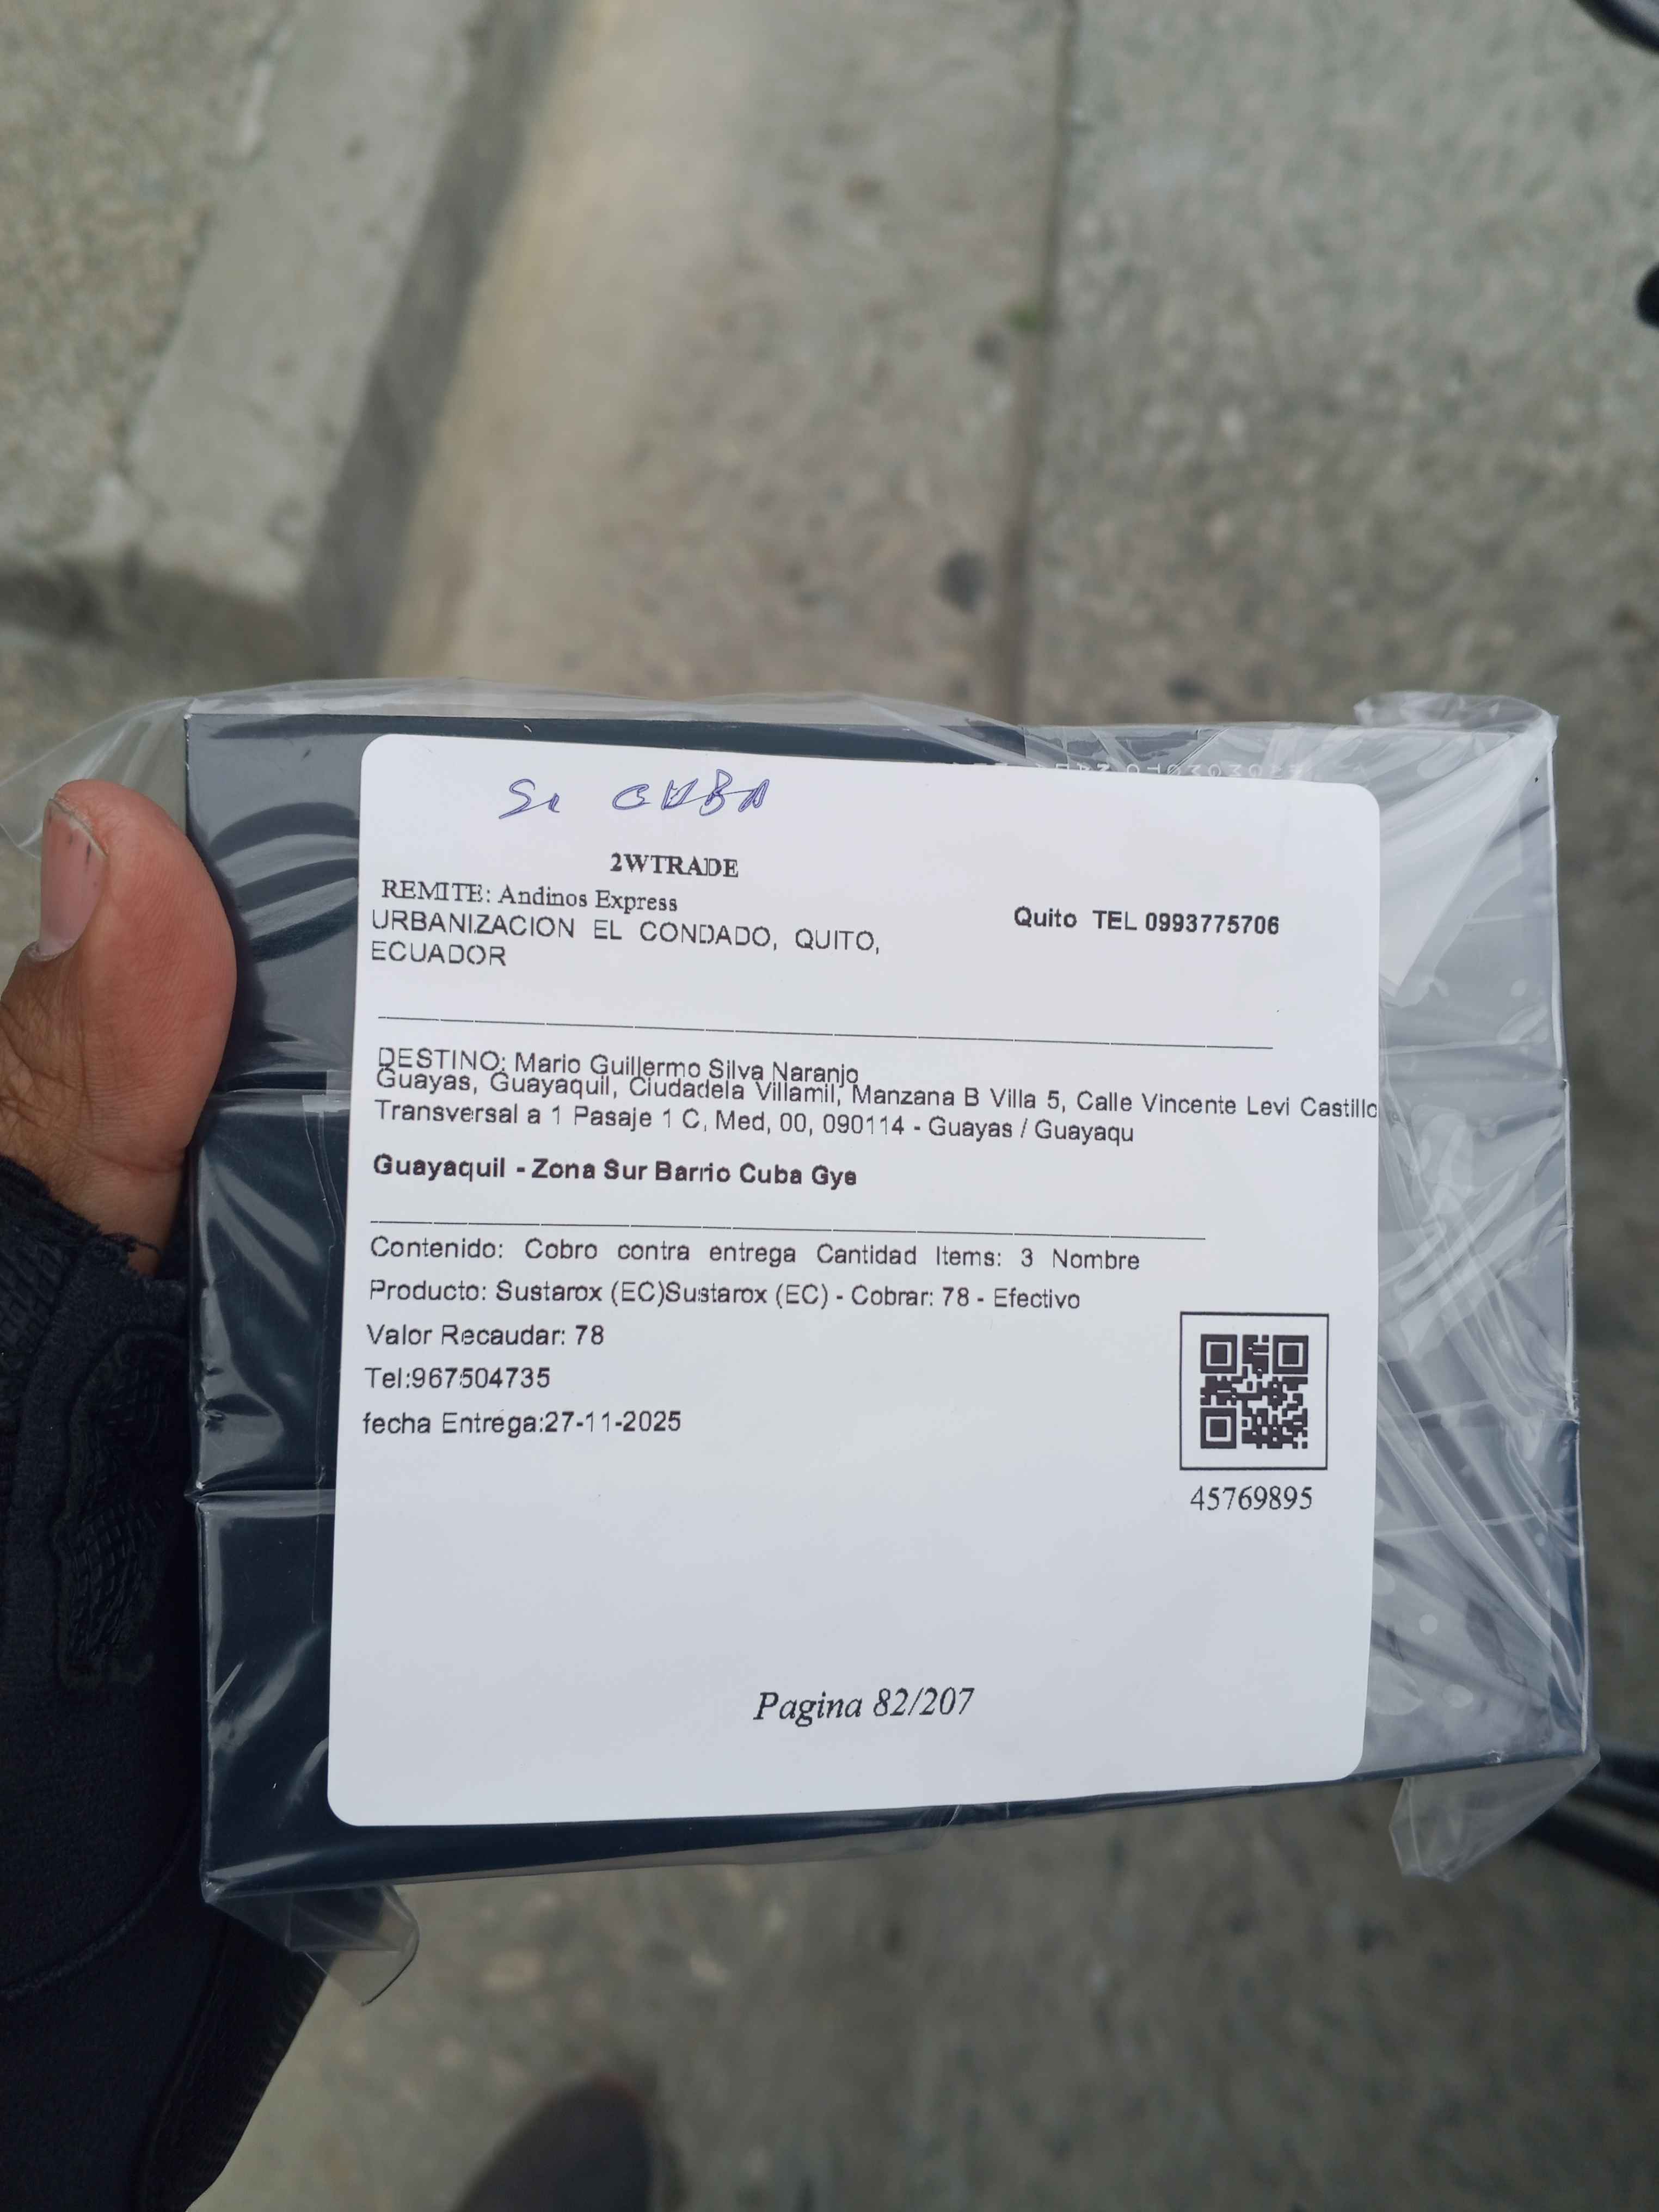 CUBA
2WTRADE
REMITE: Andinos Express
URBANIZACION EL CONDADO, QUITO,
ECUADOR
Quito TEL 0993775706
DESTINO: Mario Guillermo Silva Naranjo
Guayas, Guayaquil, Ciudadela Villamil, Manzana B Villa 5, Calle Vincente Levi Castillo
Transversal a 1 Pasaje 1 C, Med, 00, 090114 - Guayas / Guayaqu
Guayaquil - Zona Sur Barrio Cuba Gye
Contenido: Cobro contra entrega Cantidad Items: 3 Nombre
Producto: Sustarox (EC)Sustarox (EC) - Cobrar: 78 - Efectivo
Valor Recaudar: 78
Tel:967504735
fecha Entrega:27-11-2025
45769895
Pagina 82/207